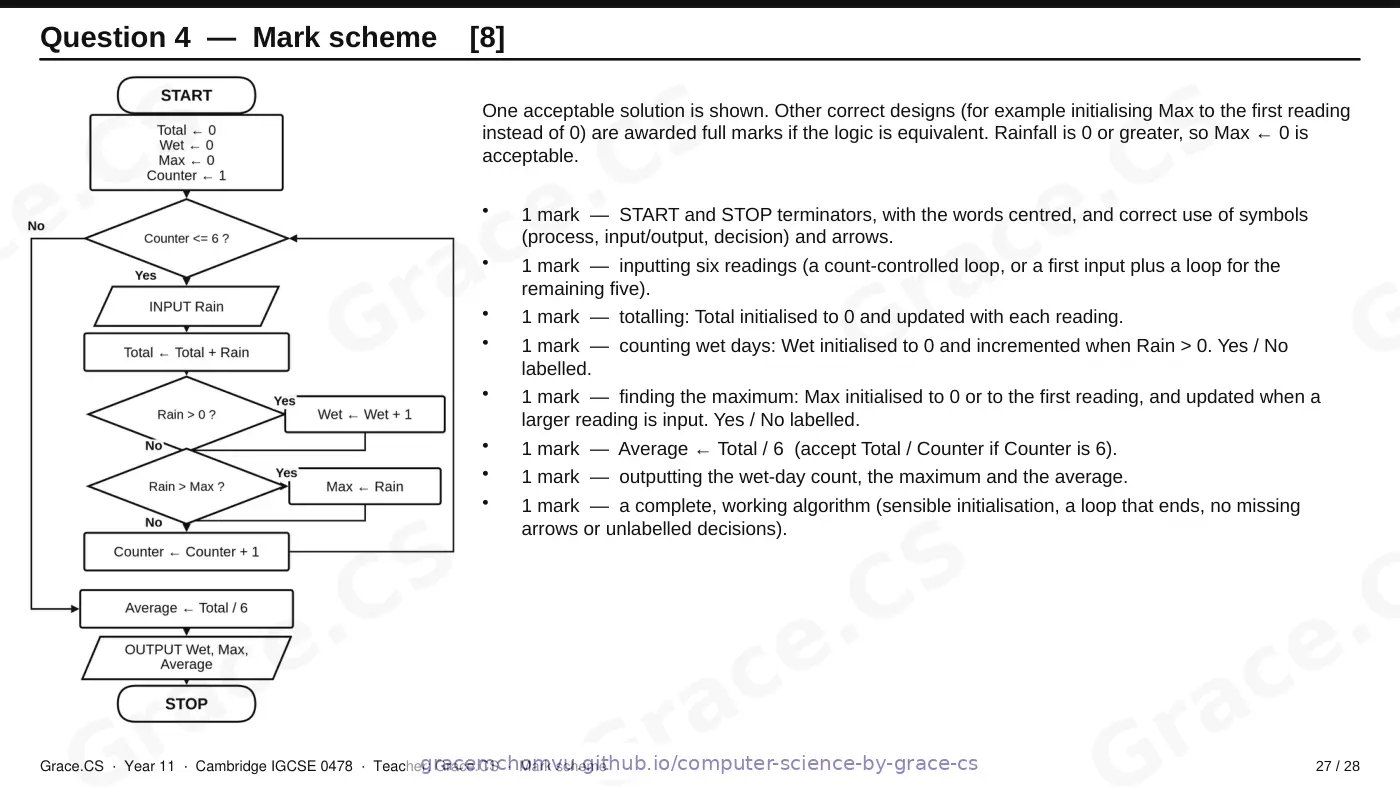 Question 4 — Mark scheme [8]
START
Total ← 0
Wet ← 0
Max ← 0
Counter ← 1
Counter <= 6 ?
No
Yes
INPUT Rain
Total ← Total + Rain
Rain > 0 ?
Yes
Wet ← Wet + 1
No
Rain > Max ?
Yes
Max ← Rain
No
Counter ← Counter + 1
Average ← Total / 6
OUTPUT Wet, Max,
Average
STOP
One acceptable solution is shown. Other correct designs (for example initialising Max to the first reading
instead of 0) are awarded full marks if the logic is equivalent. Rainfall is 0 or greater, so Max ← 0 is
acceptable.
• 1 mark — START and STOP terminators, with the words centred, and correct use of symbols
(process, input/output, decision) and arrows.
• 1 mark — inputting six readings (a count-controlled loop, or a first input plus a loop for the
remaining five).
• 1 mark — totalling: Total initialised to 0 and updated with each reading.
• 1 mark — counting wet days: Wet initialised to 0 and incremented when Rain > 0. Yes / No
labelled.
• 1 mark — finding the maximum: Max initialised to 0 or to the first reading, and updated when a
larger reading is input. Yes / No labelled.
• 1 mark — Average ← Total / 6 (accept Total / Counter if Counter is 6).
• 1 mark — outputting the wet-day count, the maximum and the average.
• 1 mark — a complete, working algorithm (sensible initialisation, a loop that ends, no missing
arrows or unlabelled decisions).
Grace.CS · Year 11 · Cambridge IGCSE 0478 · Teacher Grace.CS · Mark scheme
gracemchomvu.github.io/computer-science-by-grace-cs
27 / 28
Grace.CS